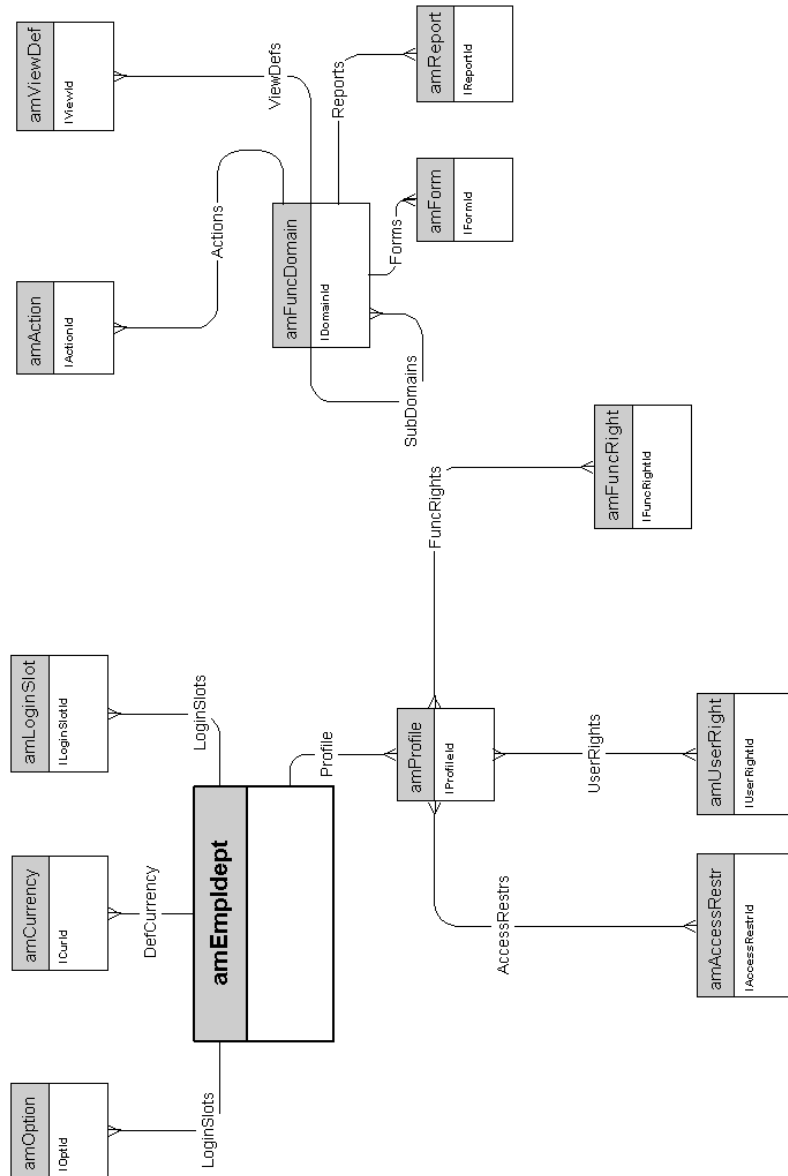 amOption
lOptId
amCurrency
lCurId
amLoginSlot
lLoginSlotId
amAction
lActionId
amViewDef
lViewId
LoginSlots
DefCurrency
LoginSlots
Actions
ViewDefs
amEmpldept
amFuncDomain
lDomainId
Profile
SubDomains
Forms
Reports
amProfile
lProfileId
amForm
lFormId
amReport
lReportId
FuncRights
AccessRestrs
UserRights
amFuncRight
lFuncRightId
amAccessRestr
lAccessRestrId
amUserRight
lUserRightId